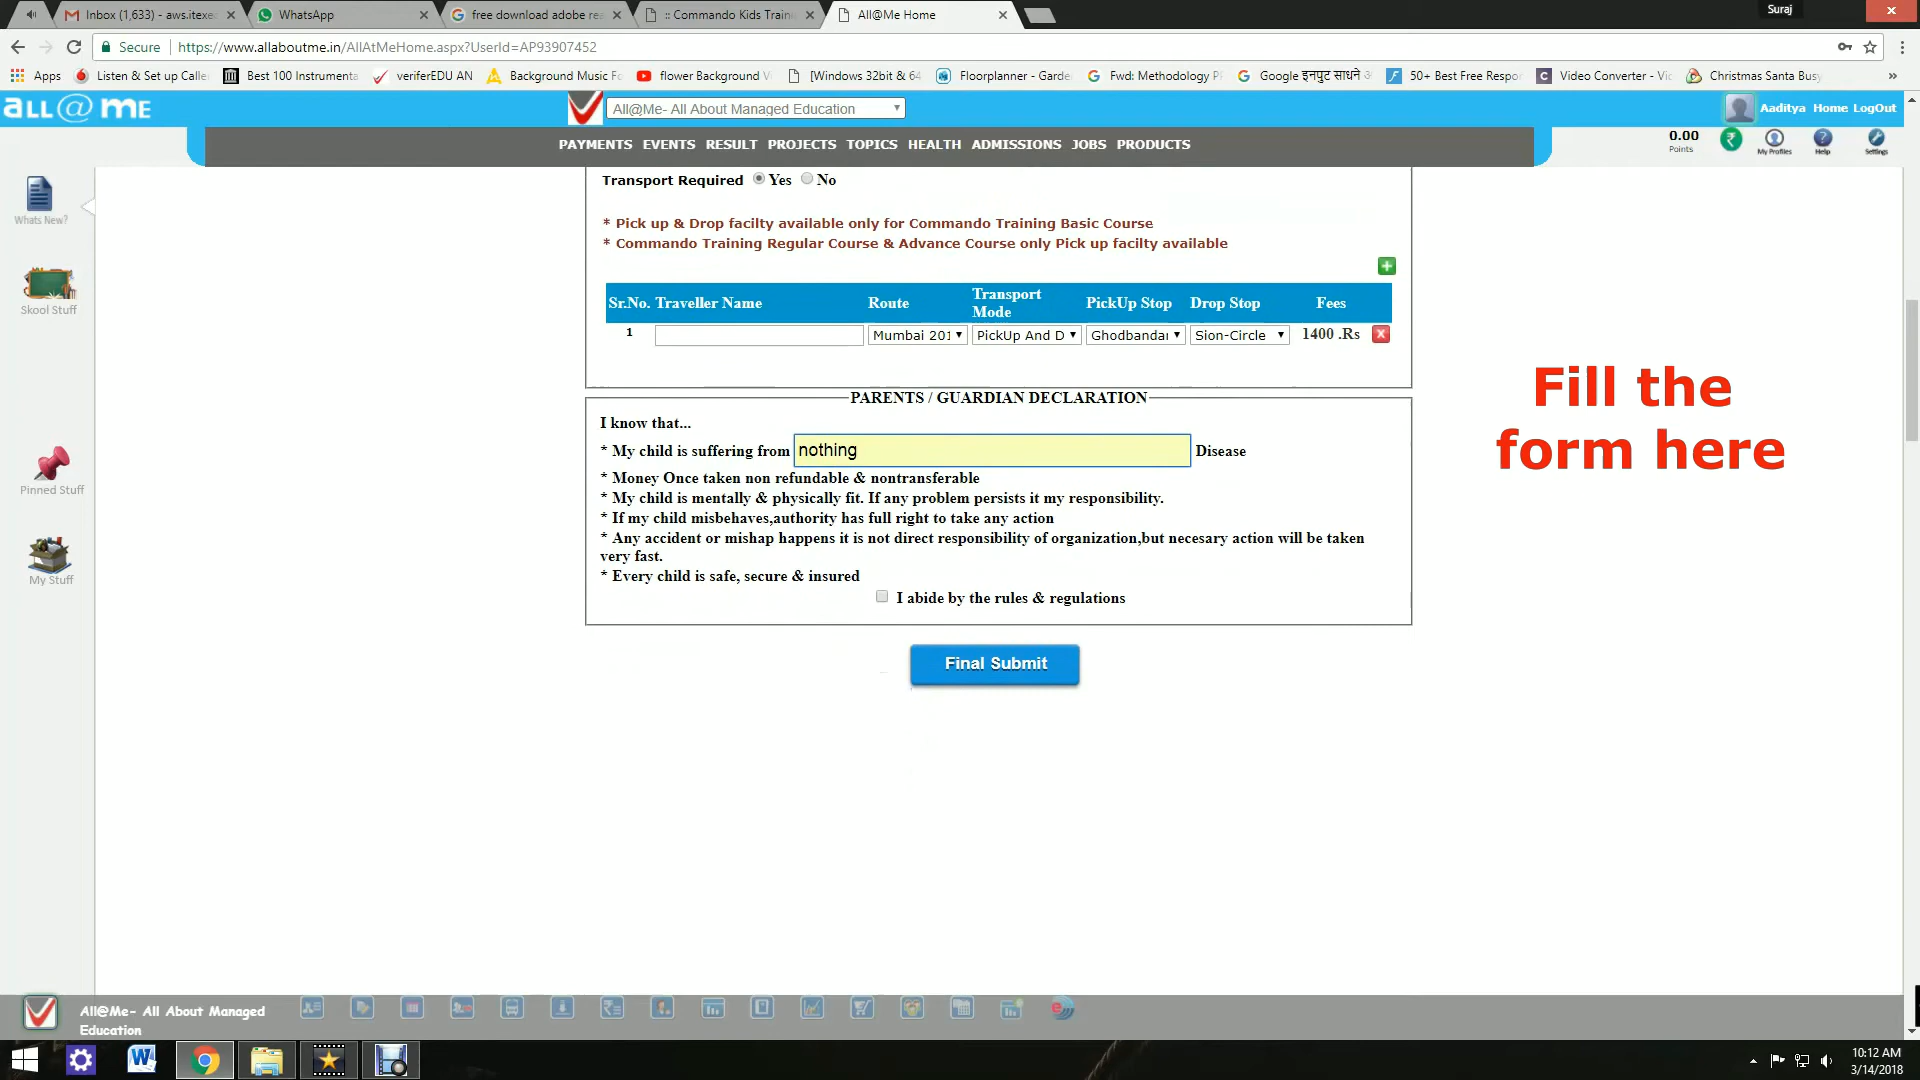 Inbox (1,633) - aws.itexe
WhatsApp
free download adobe rea
:: Commando Kids Train
All@Me Home
Suraj
Secure
https://www.allaboutme.in/AllAtMeHome.aspx?UserId=AP93907452
Apps
Listen & Set up Calle
Best 100 Instrumenta
veriferEDU AN
Background Music Fo
flower Background V
[Windows 32bit & 64
Floorplanner - Garde
Fwd: Methodology P
Google इनपुट साधने
50+ Best Free Respo
Video Converter - Vi
Christmas Santa Busy
ALL@ME
All@Me- All About Managed Education
Aaditya Home LogOut
PAYMENTS EVENTS RESULT PROJECTS TOPICS HEALTH ADMISSIONS JOBS PRODUCTS
0.00
Points
My Profiles
Help
Settings
Whats New?
Skool Stuff
Pinned Stuff
My Stuff
Transport Required Yes No
* Pick up & Drop facilty available only for Commando Training Basic Course
* Commando Training Regular Course & Advance Course only Pick up facilty available
Sr.No. Traveller Name Route Transport Mode PickUp Stop Drop Stop Fees
1 Mumbai 201 PickUp And D Ghodbandar Sion-Circle 1400 .Rs
PARENTS / GUARDIAN DECLARATION
I know that...
* My child is suffering from nothing Disease
* Money Once taken non refundable & nontransferable
* My child is mentally & physically fit. If any problem persists it my responsibility.
* If my child misbehaves,authority has full right to take any action
* Any accident or mishap happens it is not direct responsibility of organization,but necesary action will be taken
very fast.
* Every child is safe, secure & insured
I abide by the rules & regulations
Final Submit
Fill the
form here
All@Me- All About Managed
Education
10:12 AM
3/14/2018